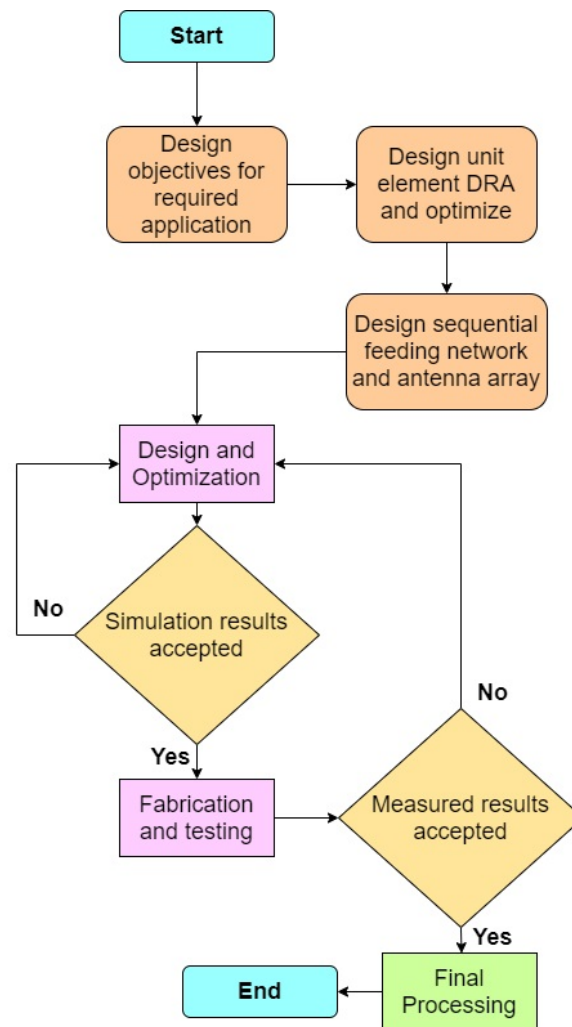 Start
Design
objectives for
required
application
Design unit
element DRA
and optimize
Design sequential
feeding network
and antenna array
Design and
Optimization
No
Simulation results
accepted
Yes
Fabrication
and testing
No
Measured results
accepted
Yes
Final
Processing
End